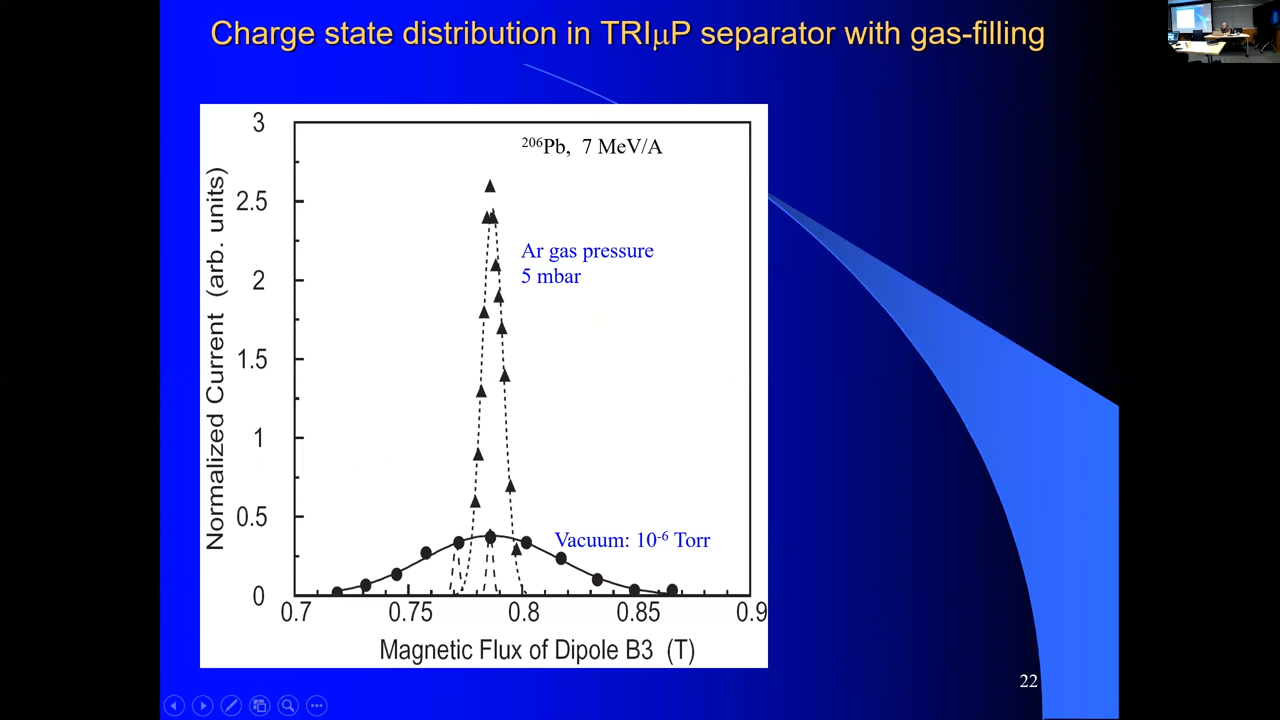 Charge state distribution in TRIμP separator with gas-filling
3
²⁰⁶Pb, 7 MeV/A
2.5
Ar gas pressure
5 mbar
2
1.5
1
0.5
Vacuum: 10⁻⁶ Torr
0
0.7 0.75 0.8 0.85 0.9
Normalized Current (arb. units)
Magnetic Flux of Dipole B3 (T)
22